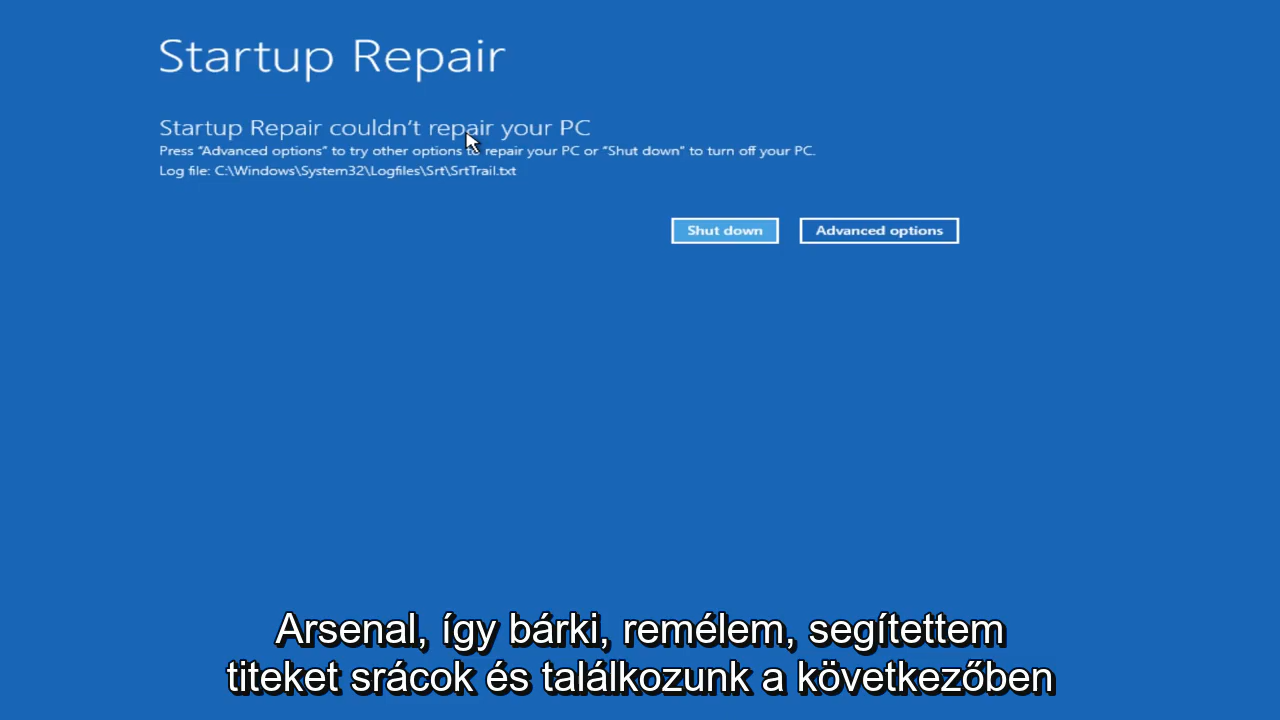 Startup Repair
Startup Repair couldn't repair your PC
Press "Advanced options" to try other options to repair your PC or "Shut down" to turn off your PC.
Log file: C:\Windows\System32\Logfiles\Srt\SrtTrail.txt
Shut down
Advanced options
Arsenal, így bárki, remélem, segítettem
titeket srácok és találkozunk a következőben